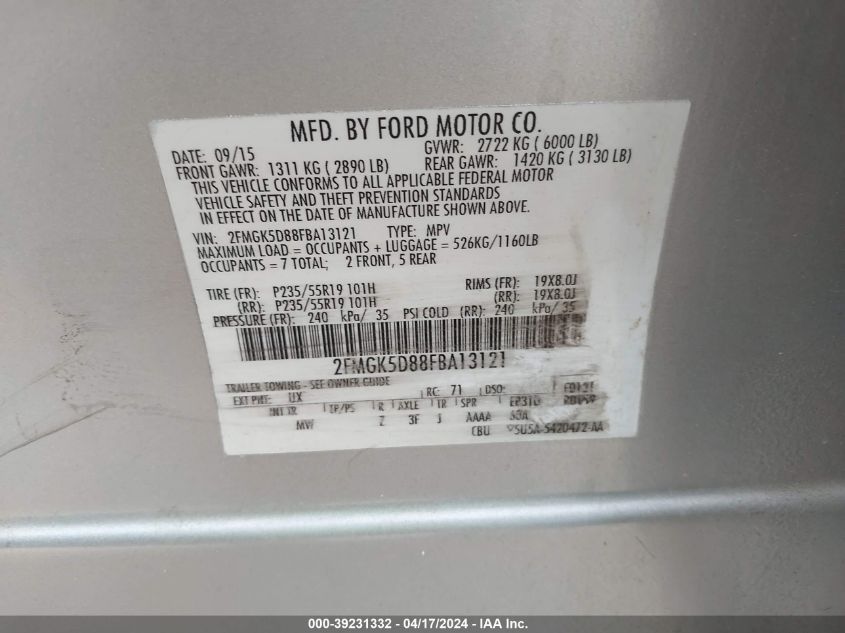 MFD. BY FORD MOTOR CO.
DATE: 09/15 GVWR: 2722 KG ( 6000 LB)
FRONT GAWR: 1311 KG ( 2890 LB) REAR GAWR: 1420 KG ( 3130 LB)
THIS VEHICLE CONFORMS TO ALL APPLICABLE FEDERAL MOTOR
VEHICLE SAFETY AND THEFT PREVENTION STANDARDS
IN EFFECT ON THE DATE OF MANUFACTURE SHOWN ABOVE.
VIN: 2FMGK5D88FBA13121 TYPE: MPV
MAXIMUM LOAD = OCCUPANTS + LUGGAGE = 526KG/1160LB
OCCUPANTS = 7 TOTAL; 2 FRONT, 5 REAR
TIRE (FR): P235/55R19 101H RIMS (FR): 19X8.0J
(RR): P235/55R19 101H (RR): 19X8.0J
PRESSURE (FR): 240 kPa/ 35 PSI COLD (RR): 240 kPa/ 35
2FMGK5D88FBA13121
TRAILER TOWING - SEE OWNER GUIDE
EXT PNT: UX RC: 71 DSO:
INT TR TP/PS R AXLE TR SPR
MW Z 3F J AAAA
CBU
000-39231332 - 04/17/2024 - IAA Inc.